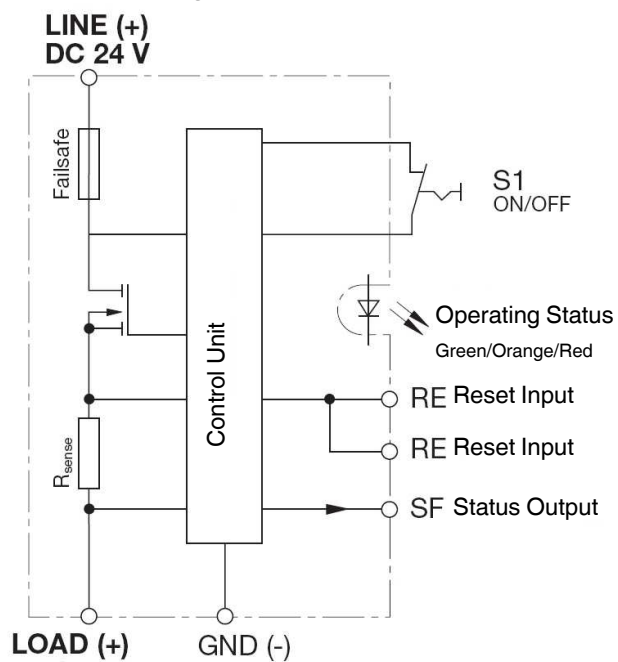 LINE (+)
DC 24 V
Failsafe
S1
ON/OFF
Operating Status
Green/Orange/Red
Control Unit
RE Reset Input
RE Reset Input
Rsense
SF Status Output
LOAD (+)
GND (-)